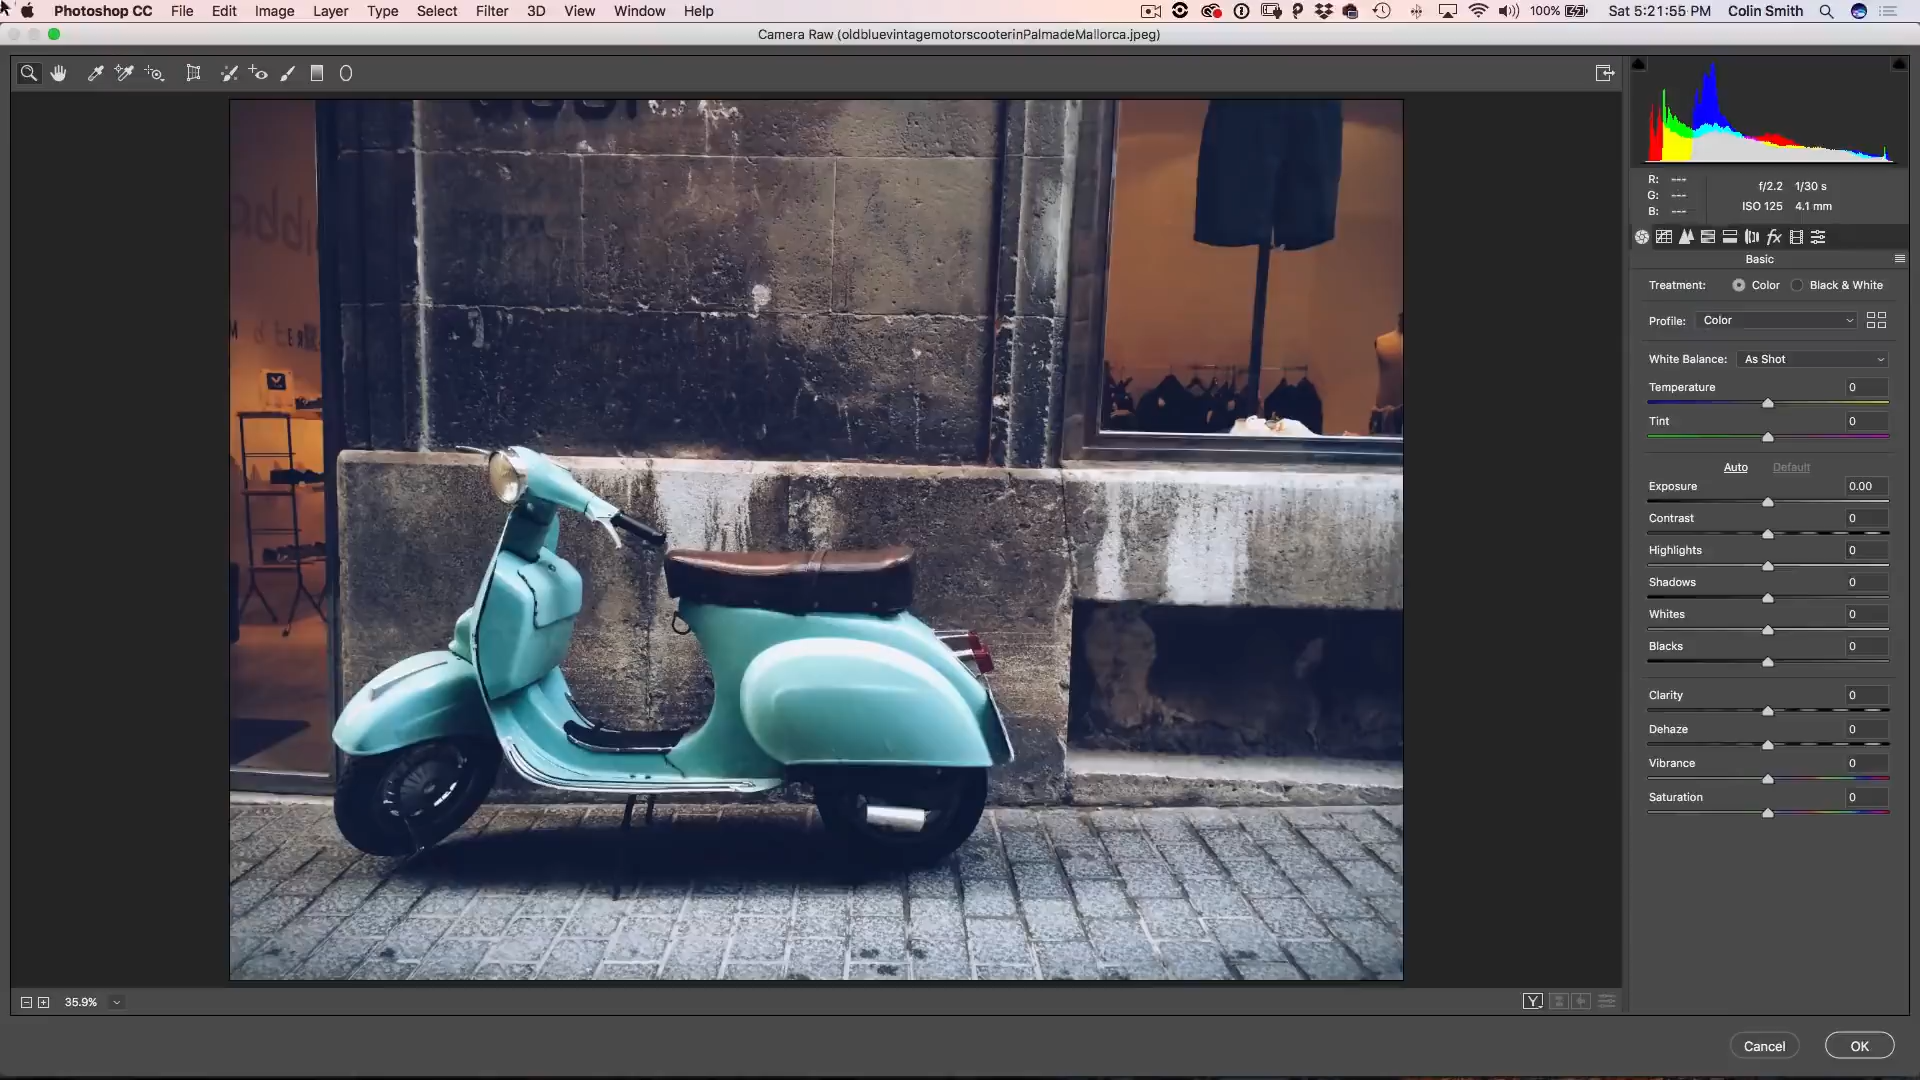 Photoshop CC File Edit Image Layer Type Select Filter 3D View Window Help 100% Sat 5:21:55 PM Colin Smith
Camera Raw (oldbluevintagemotorscooterinPalmadeMallorca.jpeg)
R: ---
G: ---
B: ---
f/2.2 1/30 s
ISO 125 4.1 mm
Basic
Treatment: Color Black & White
Profile: Color
White Balance: As Shot
Temperature 0
Tint 0
Auto Default
Exposure 0.00
Contrast 0
Highlights 0
Shadows 0
Whites 0
Blacks 0
Clarity 0
Dehaze 0
Vibrance 0
Saturation 0
35.9%
Y
Cancel OK